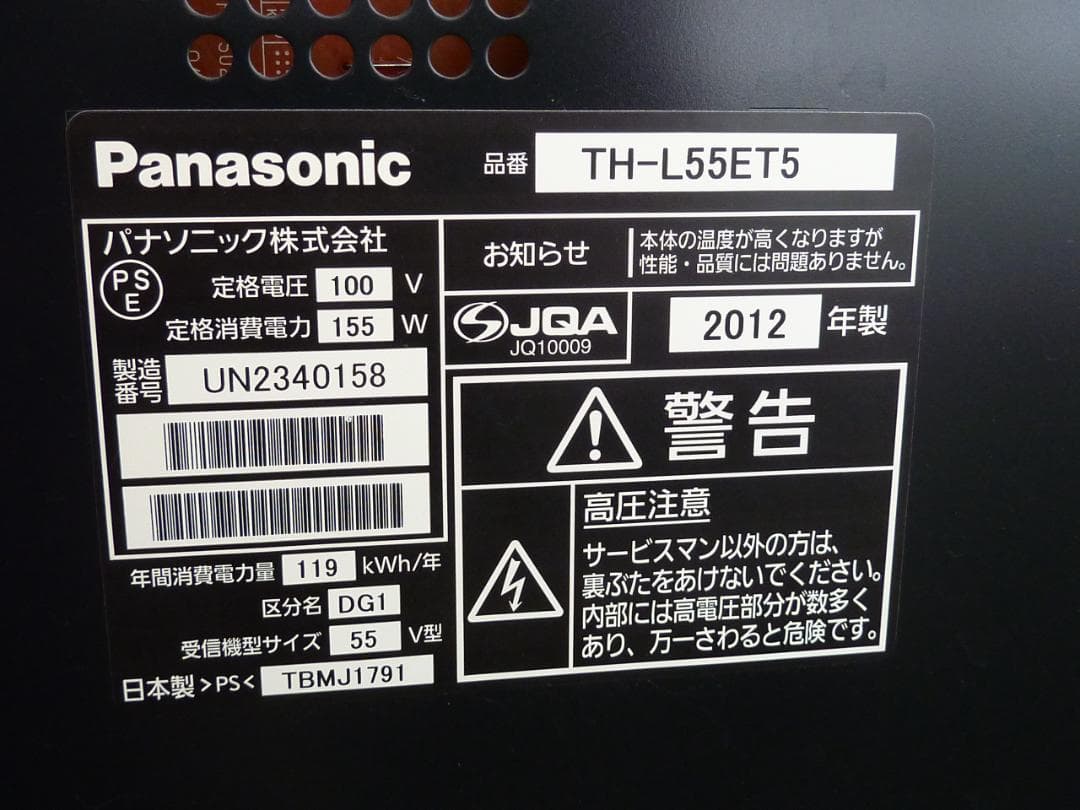 Panasonic 品番 TH-L55ET5
パナソニック株式会社
PS
E
定格電圧 100 V
定格消費電力 155 W
製造
番号 UN2340158
年間消費電力量 119 kWh/年
区分名 DG1
受信機型サイズ 55 V型
日本製 >PS< TBMJ1791
お知らせ
本体の温度が高くなりますが
性能・品質には問題ありません。
JQA
JQ10009
2012 年製
警告
高圧注意
サービスマン以外の方は、
裏ぶたをあけないでください。
内部には高電圧部分が数多く
あり、万一さわると危険です。